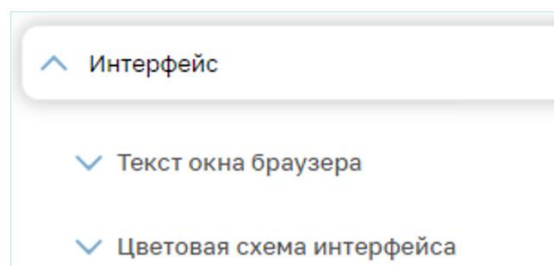 Интерфейс
Текст окна браузера
Цветовая схема интерфейса